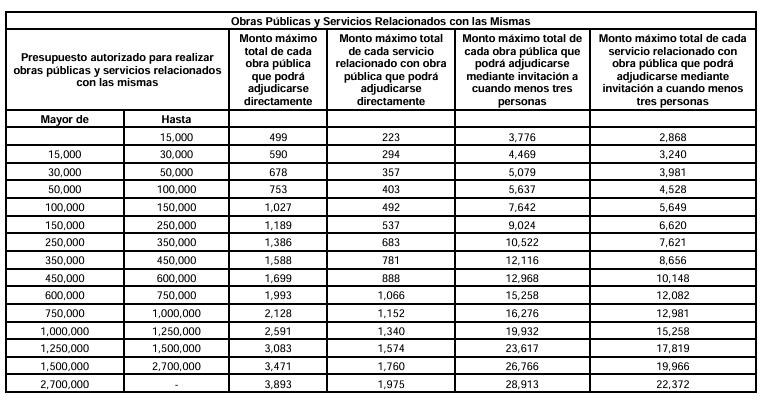 Obras Públicas y Servicios Relacionados con las Mismas
Presupuesto autorizado para realizar
obras públicas y servicios relacionados
con las mismas
Monto máximo
total de cada
obra pública
que podrá
adjudicarse
directamente
Monto máximo total
de cada servicio
relacionado con obra
pública que podrá
adjudicarse
directamente
Monto máximo total de
cada obra pública que
podrá adjudicarse
mediante invitación a
cuando menos tres
personas
Monto máximo total de cada
servicio relacionado con
obra pública que podrá
adjudicarse mediante
invitación a cuando menos
tres personas
Mayor de Hasta
15,000 499 223 3,776 2,868
15,000 30,000 590 294 4,469 3,240
30,000 50,000 678 357 5,079 3,981
50,000 100,000 753 403 5,637 4,528
100,000 150,000 1,027 492 7,642 5,649
150,000 250,000 1,189 537 9,024 6,620
250,000 350,000 1,386 683 10,522 7,621
350,000 450,000 1,588 781 12,116 8,656
450,000 600,000 1,699 888 12,968 10,148
600,000 750,000 1,993 1,066 15,258 12,082
750,000 1,000,000 2,128 1,152 16,276 12,981
1,000,000 1,250,000 2,591 1,340 19,932 15,258
1,250,000 1,500,000 3,083 1,574 23,617 17,819
1,500,000 2,700,000 3,471 1,760 26,766 19,966
2,700,000 - 3,893 1,975 28,913 22,372